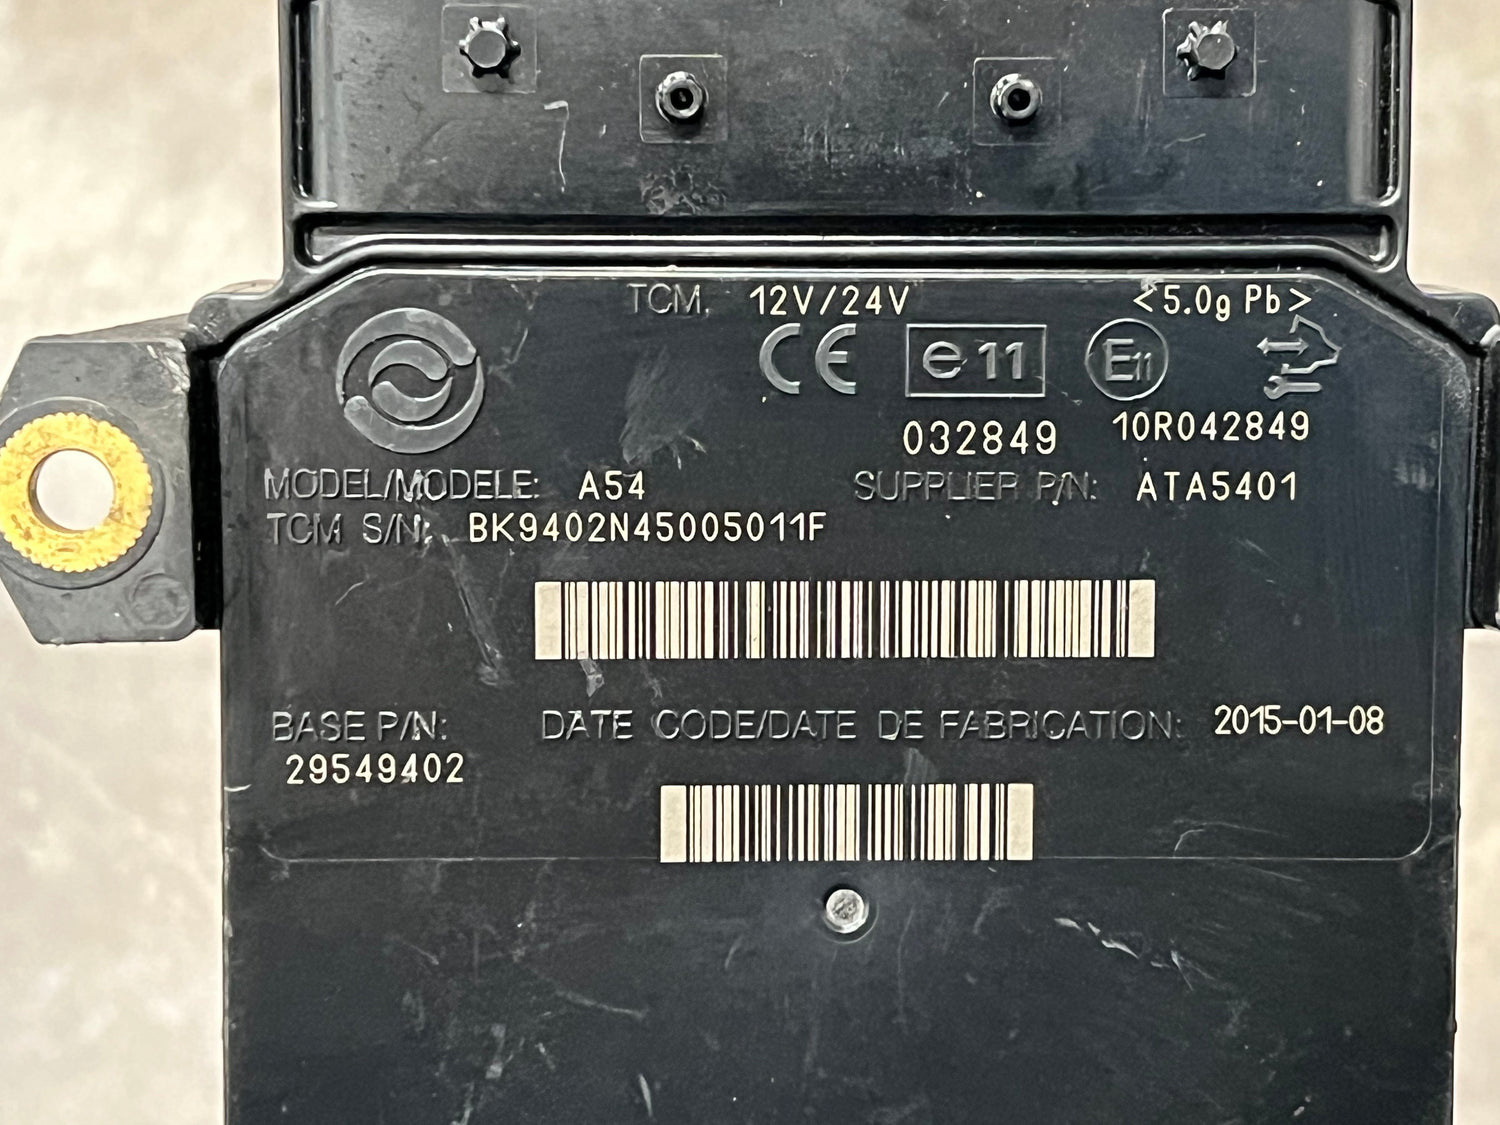 TCM. 12V/24V <5.0g Pb>
CE e11 E11
032849 10R042849
MODEL/MODELE: A54 SUPPLIER P/N: ATA5401
TCM S/N: BK9402N45005011F
BASE P/N: DATE CODE/DATE DE FABRICATION: 2015-01-08
29549402